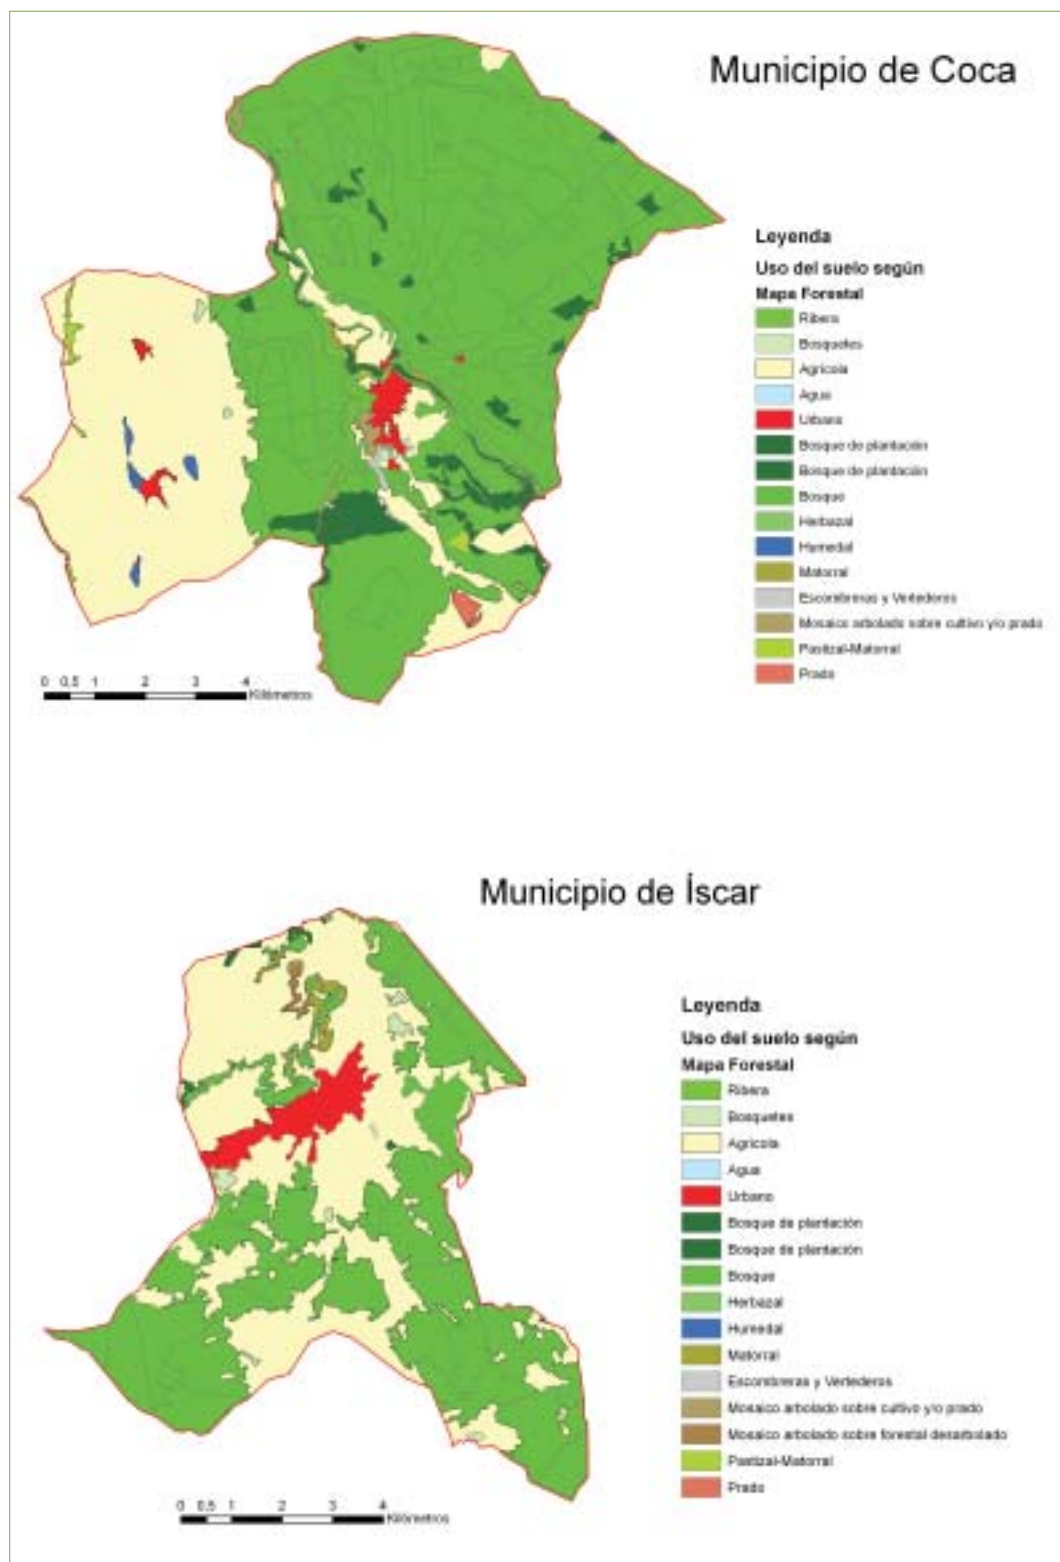 Municipio de Coca
Leyenda
Uso del suelo según
Mapa Forestal
Ribera
Bosquetes
Agrícola
Agua
Urbano
Bosque de plantación
Bosque de plantación
Bosque
Herbazal
Humedal
Matorral
Escombreras y Vertederos
Mosaico arbolado sobre cultivo y/o prado
Pastizal-Matorral
Prado
0 0,5 1 2 3 4
Kilómetros
Municipio de Íscar
Leyenda
Uso del suelo según
Mapa Forestal
Ribera
Bosquetes
Agrícola
Agua
Urbano
Bosque de plantación
Bosque de plantación
Bosque
Herbazal
Humedal
Matorral
Escombreras y Vertederos
Mosaico arbolado sobre cultivo y/o prado
Mosaico arbolado sobre forestal desarbolado
Pastizal-Matorral
Prado
0 0,5 1 2 3 4
Kilómetros